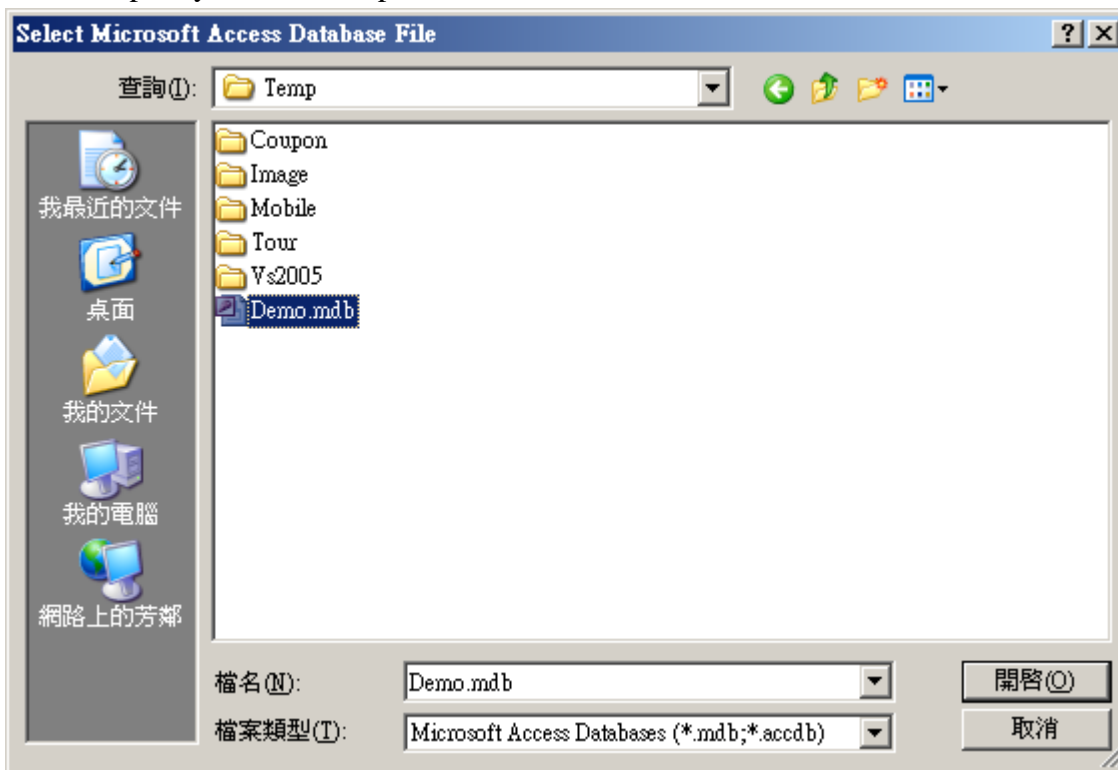 Select Microsoft Access Database File
查詢(I):
Temp
我最近的文件
桌面
我的文件
我的電腦
網路上的芳鄰
Coupon
Image
Mobile
Tour
Vs2005
Demo.mdb
檔名(N):
Demo.mdb
開啓(O)
檔案類型(T):
Microsoft Access Databases (*.mdb;*.accdb)
取消